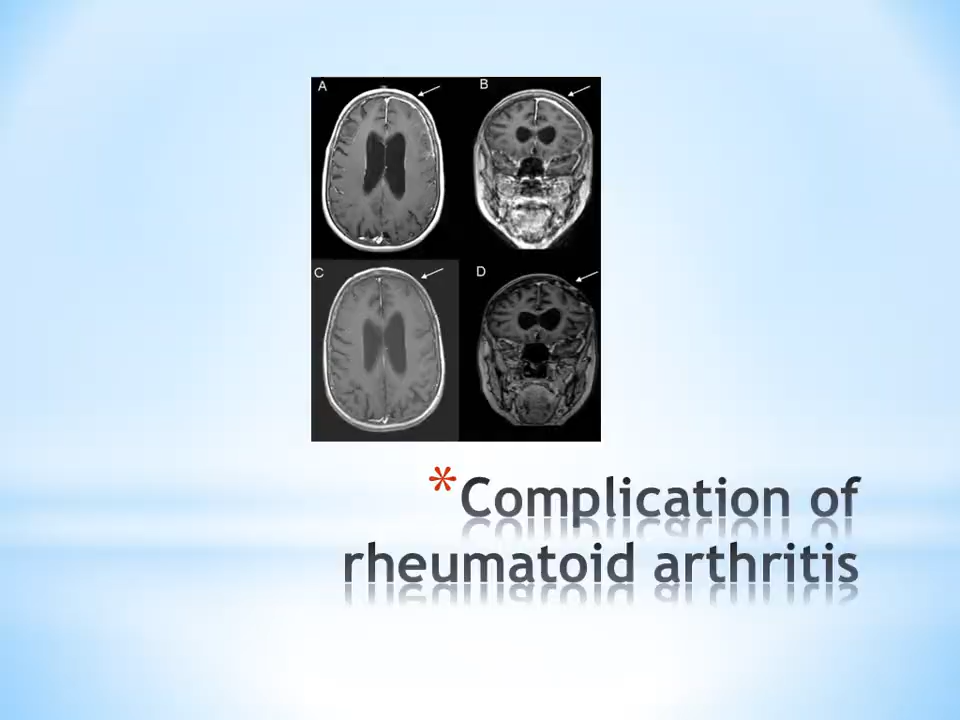 A B
C D
*Complication of
rheumatoid arthritis